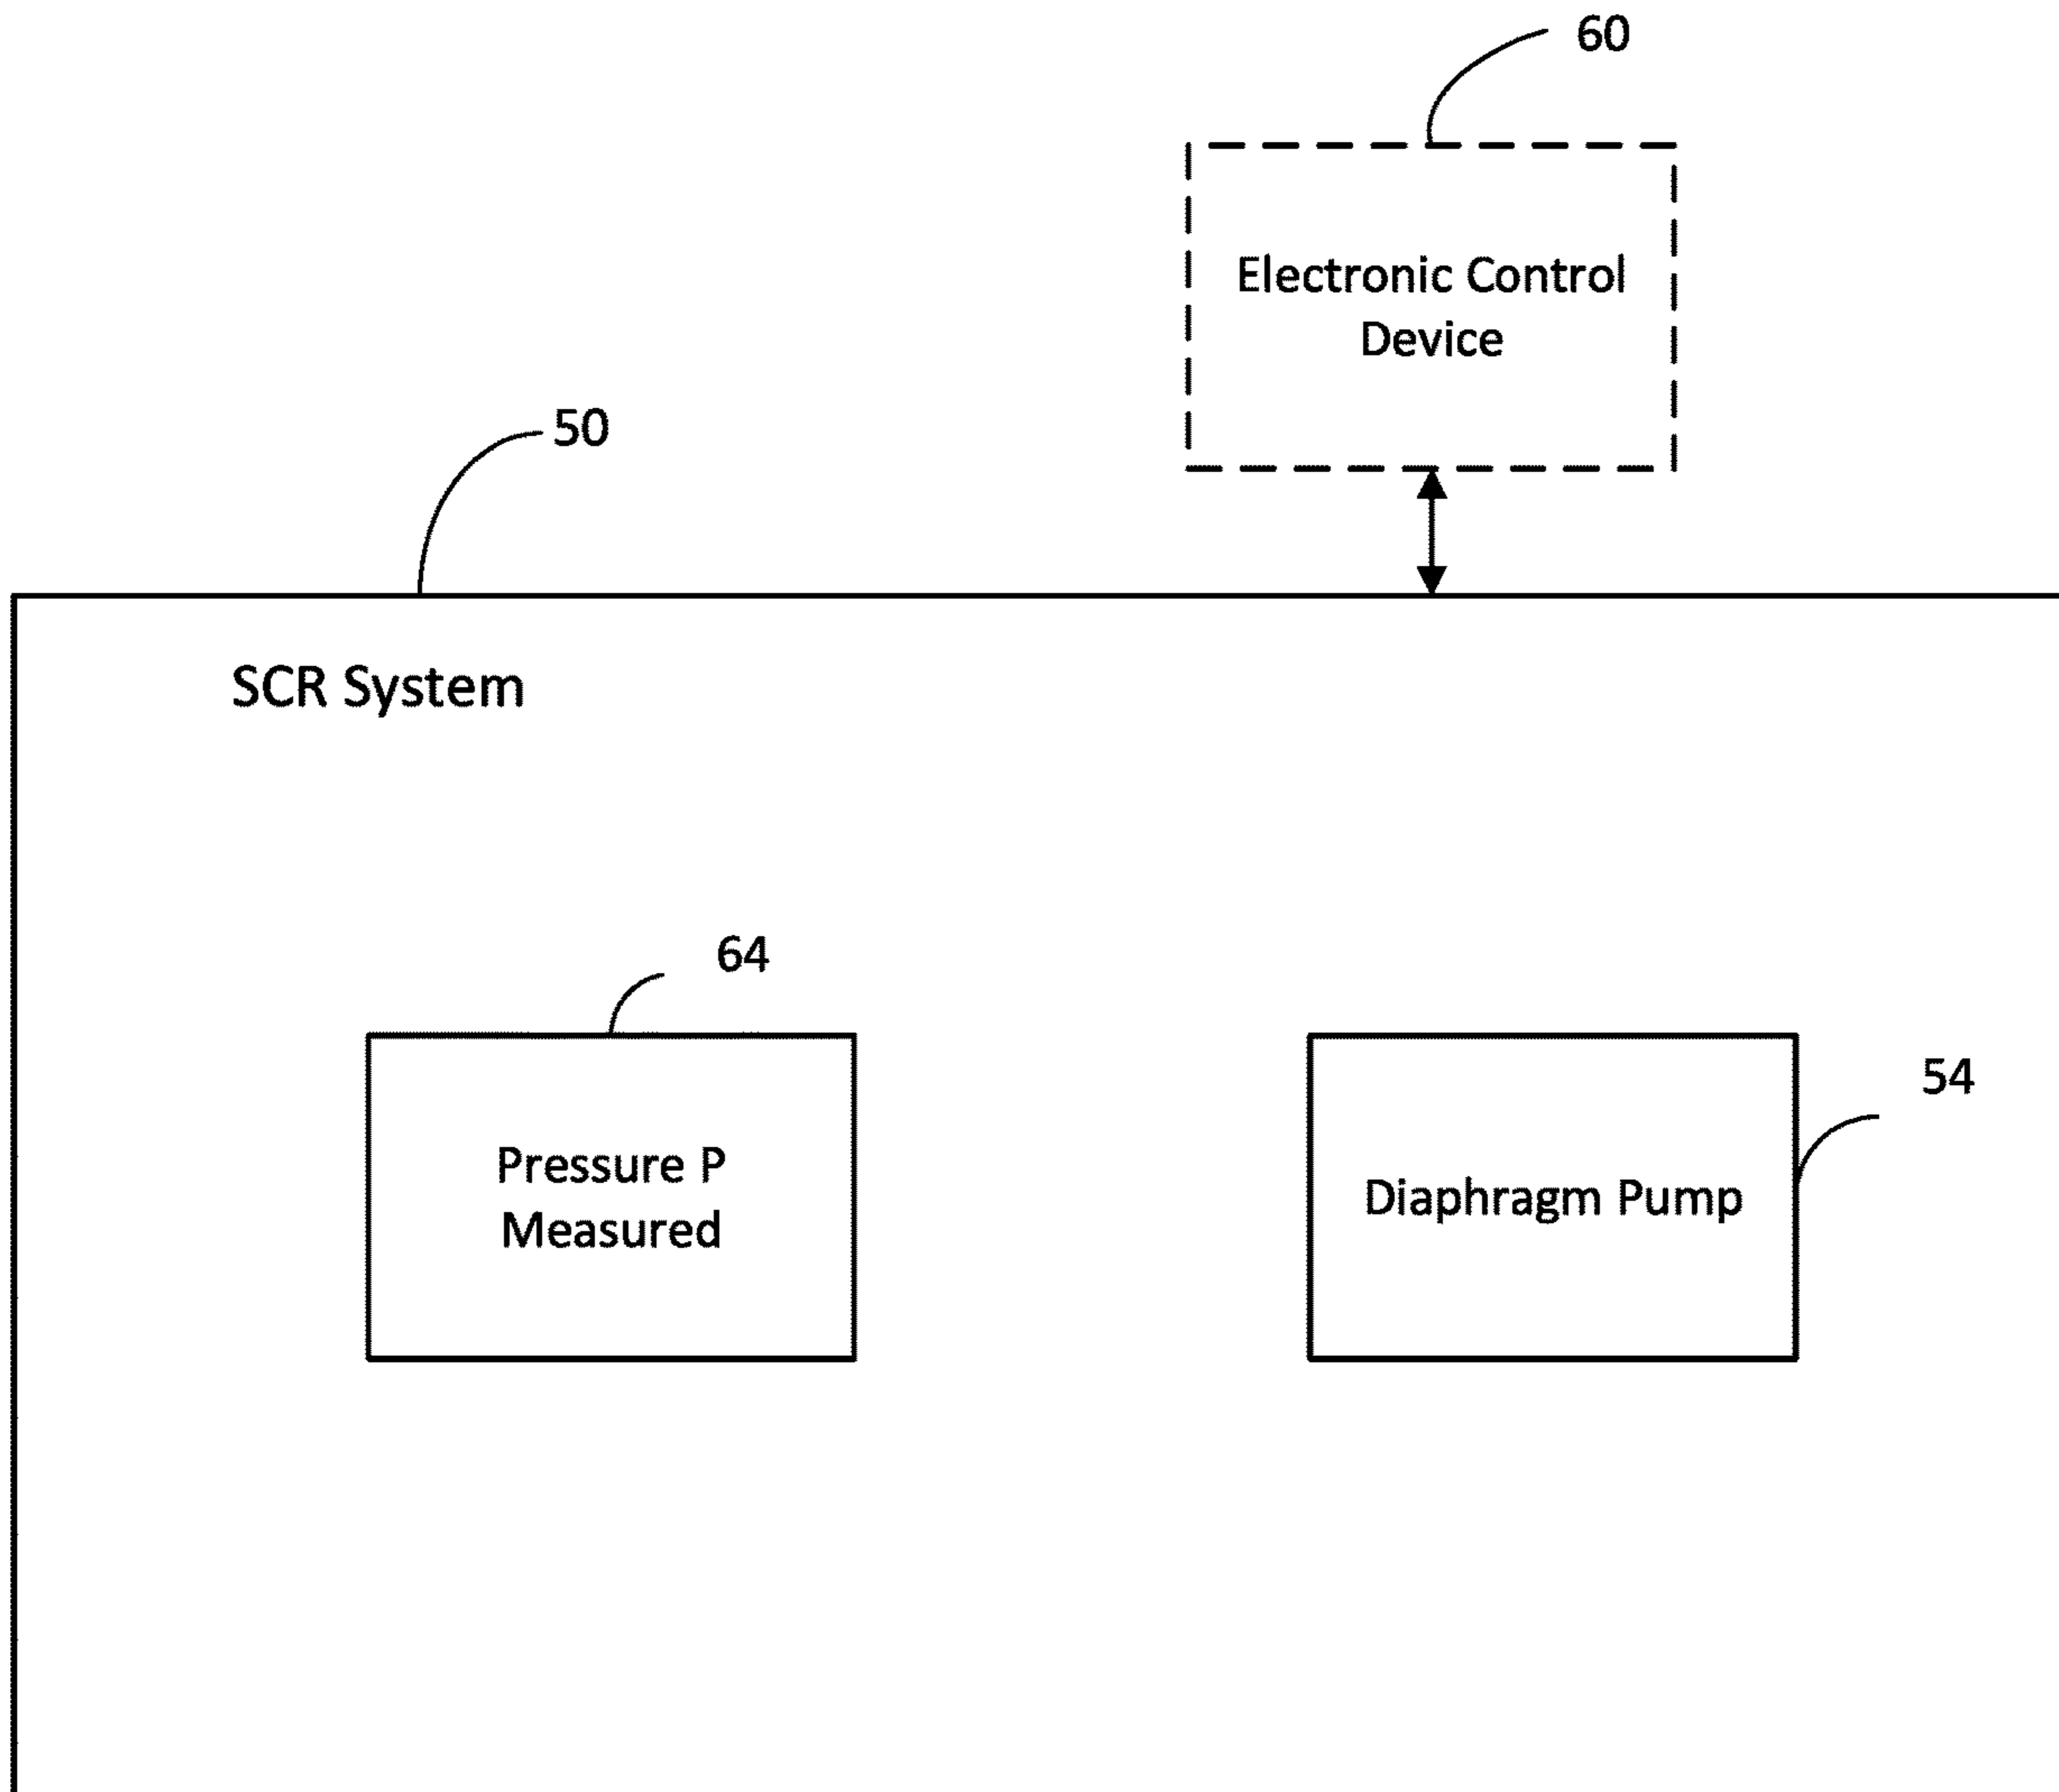 60
Electronic Control
Device
50
SCR System
64
54
Pressure P
Measured
Diaphragm Pump